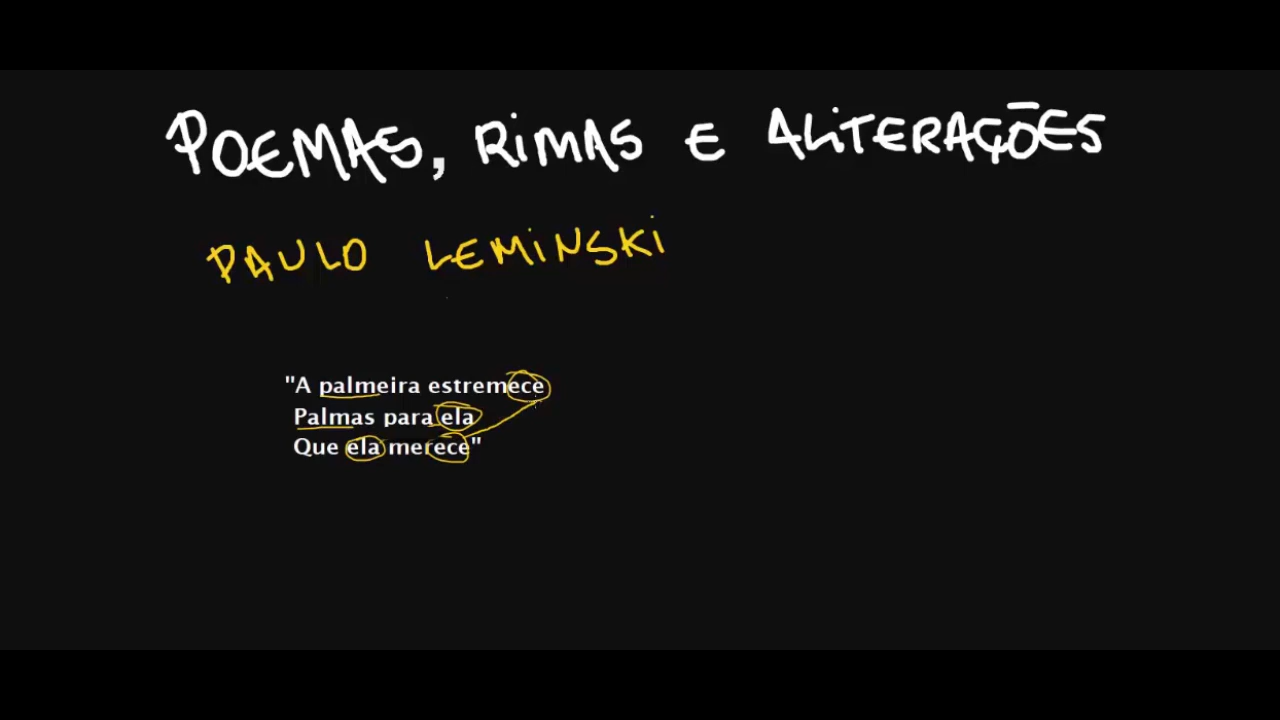 POEMAS, RIMAS E ALITERAÇÕES
PAULO LEMINSKI
"A palmeira estremece
Palmas para ela
Que ela merece"